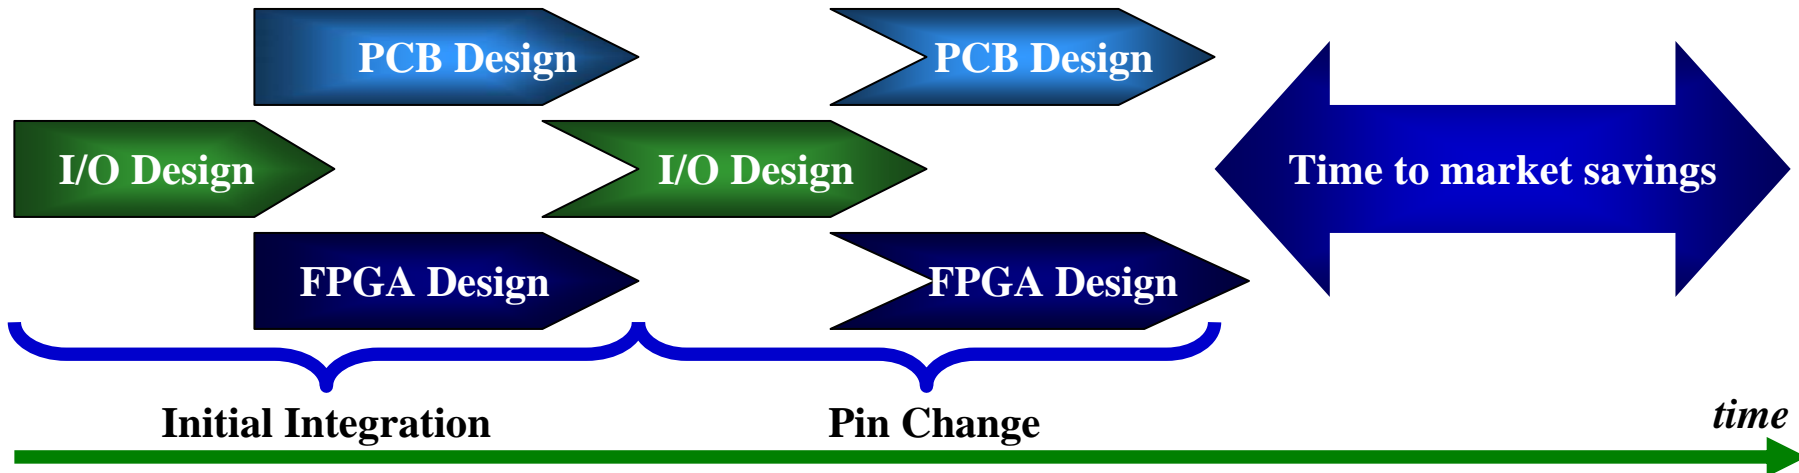 PCB Design
PCB Design
I/O Design
I/O Design
Time to market savings
FPGA Design
FPGA Design
Initial Integration
Pin Change
time